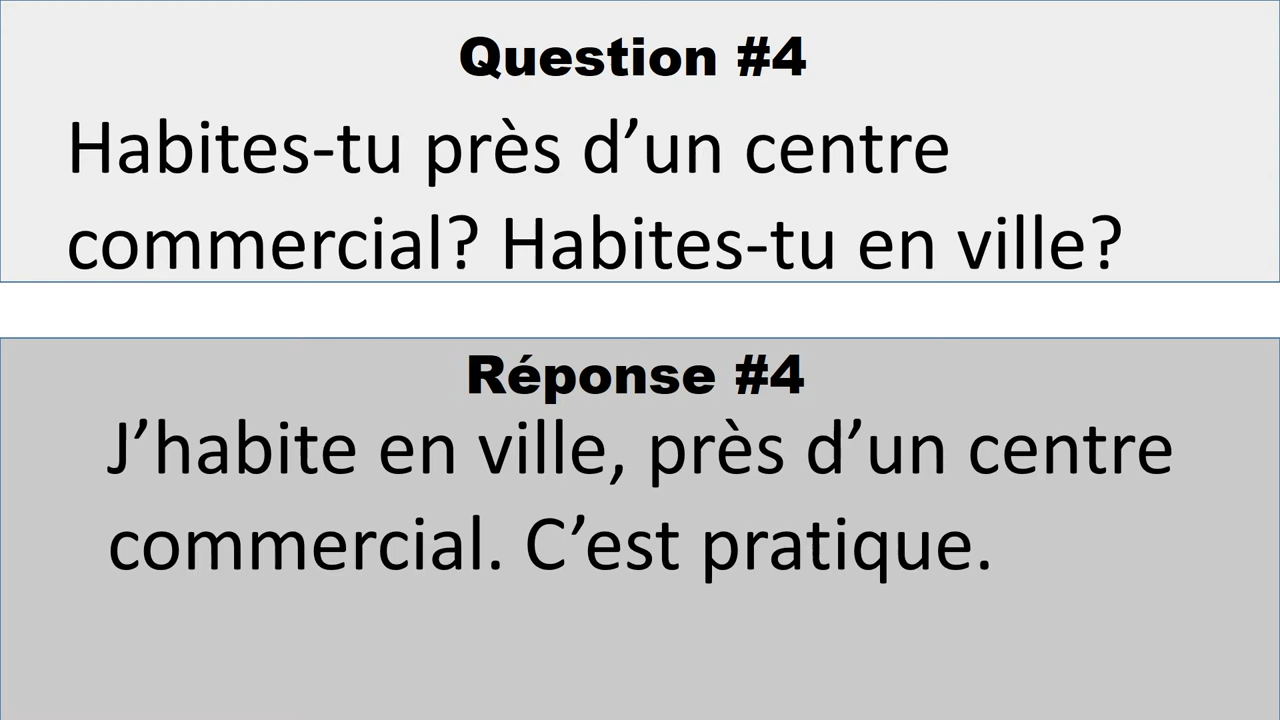 Question #4
Habites-tu près d’un centre
commercial? Habites-tu en ville?
Réponse #4
J’habite en ville, près d’un centre
commercial. C’est pratique.